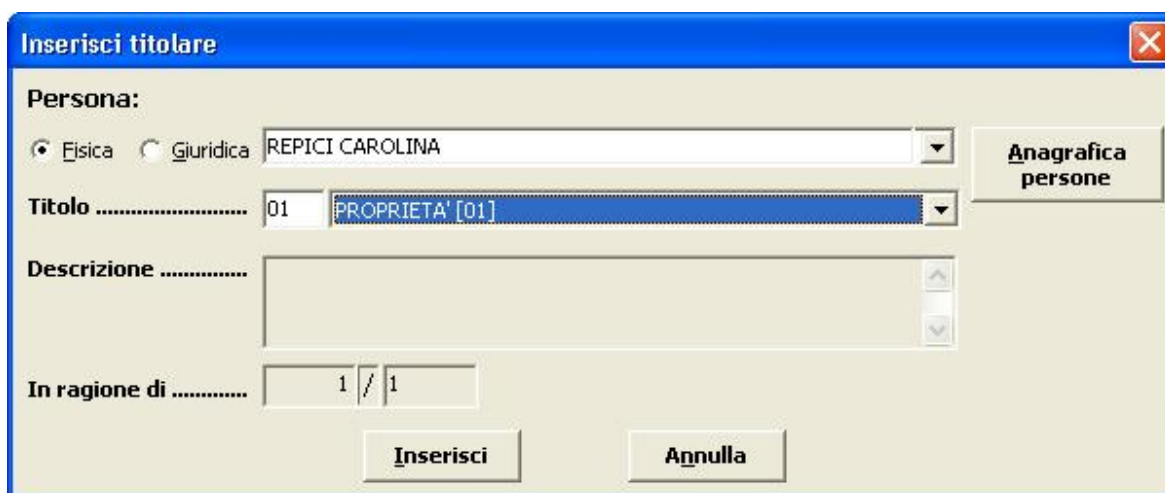 Inserisci titolare
Persona:
Fisica Giuridica REPICI CAROLINA
Anagrafica
persone
Titolo ......................... 01 PROPRIETA' [01]
Descrizione ...............
In ragione di ............. 1 / 1
Inserisci Annulla